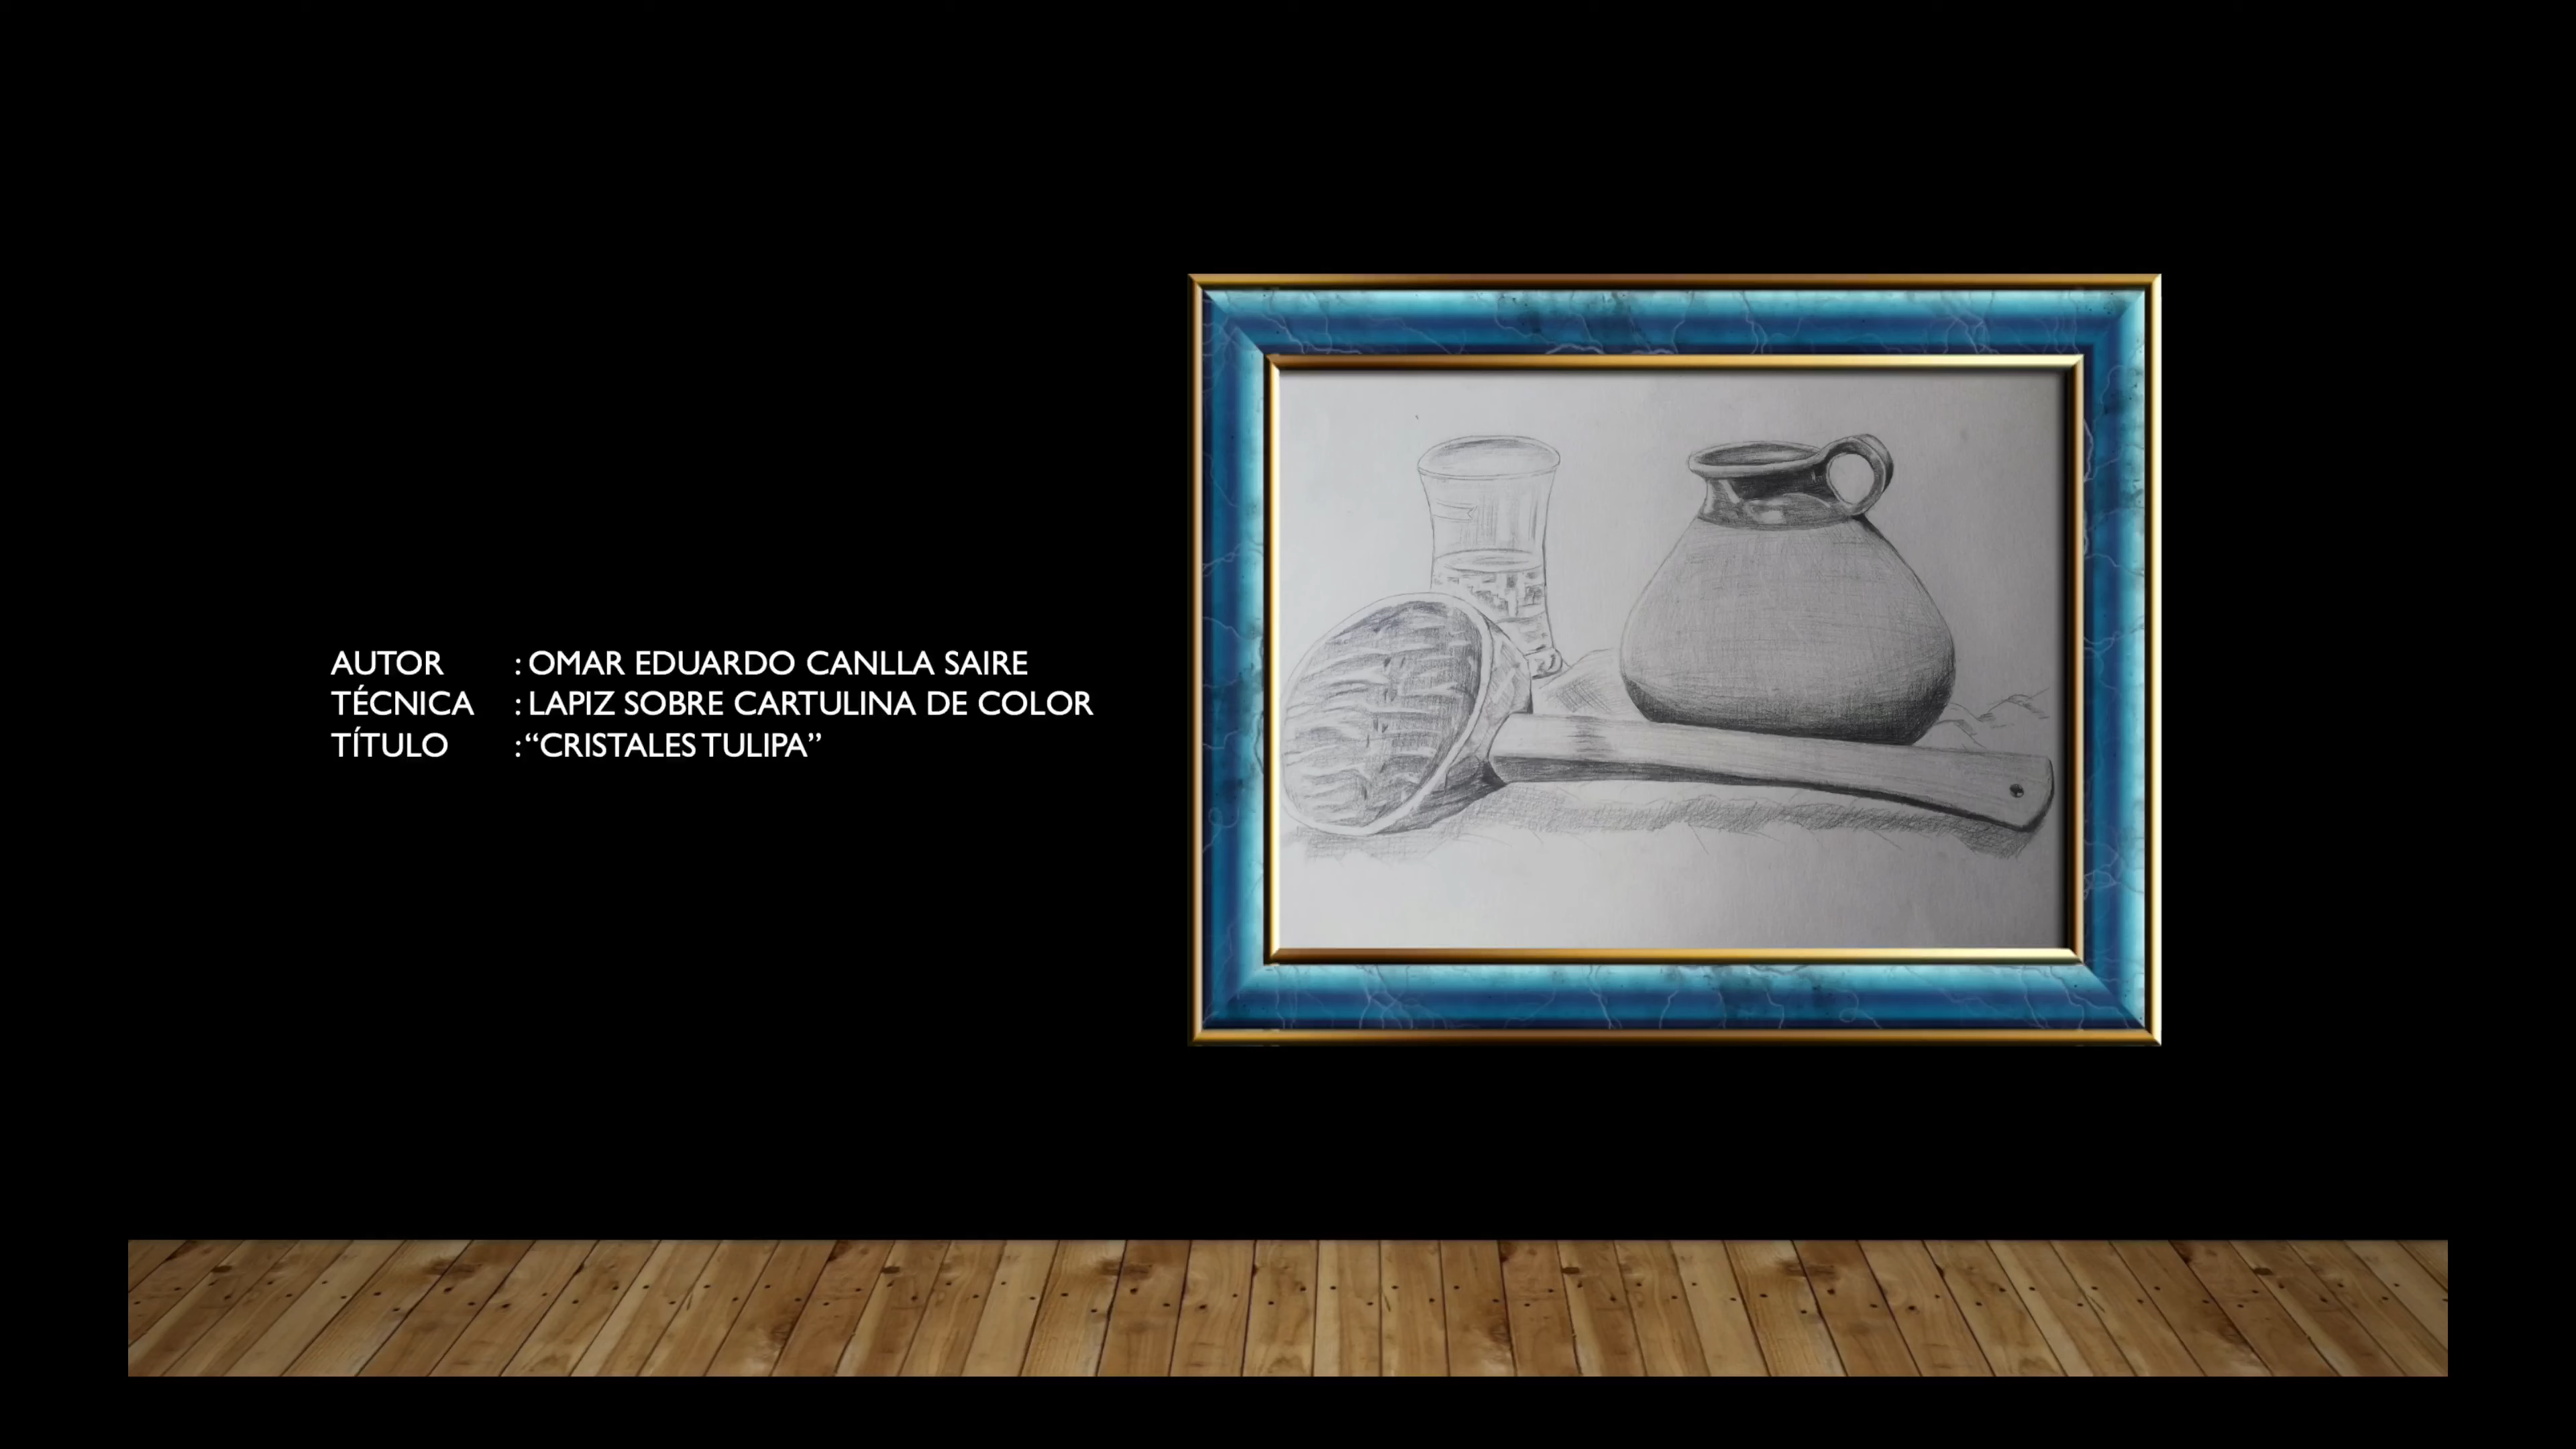 AUTOR : OMAR EDUARDO CANLLA SAIRE
TÉCNICA : LAPIZ SOBRE CARTULINA DE COLOR
TÍTULO : “CRISTALES TULIPA”